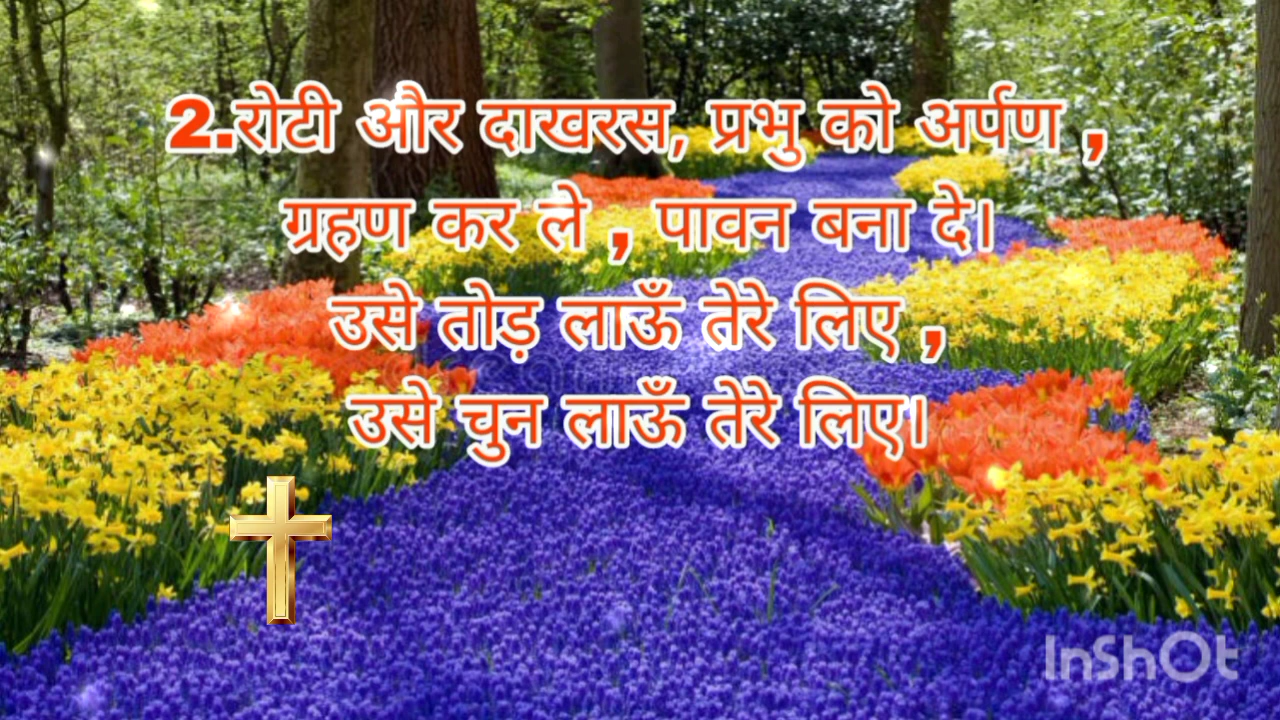 2.रोटी और दाखरस, प्रभु को अर्पण ,
ग्रहण कर ले , पावन बना दे।
उसे तोड़ लाऊँ तेरे लिए ,
उसे चुन लाऊँ तेरे लिए।
InShOt